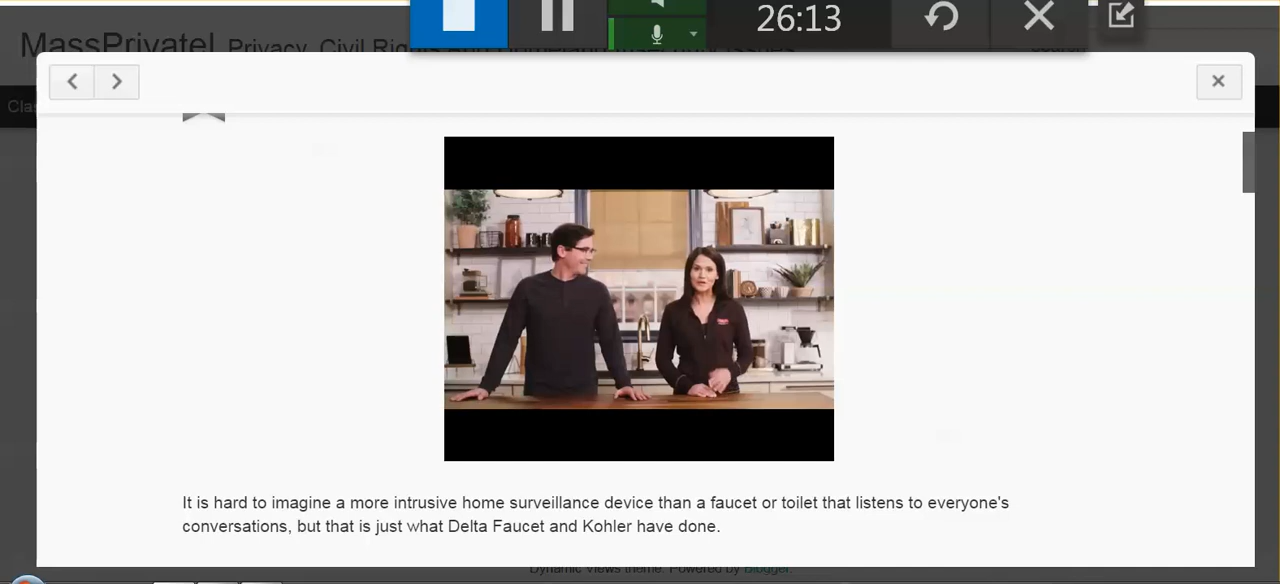 26:13
MassPrivateI Privacy, Civil Rig
Cla
It is hard to imagine a more intrusive home surveillance device than a faucet or toilet that listens to everyone's
conversations, but that is just what Delta Faucet and Kohler have done.
Dynamic Views theme. Powered by Blogger.